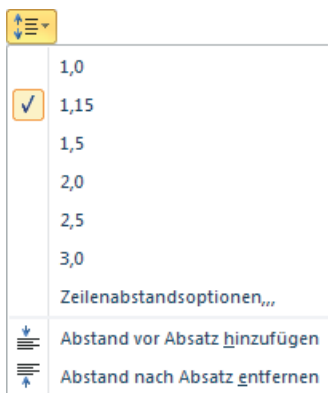 1,0
1,15
1,5
2,0
2,5
3,0
Zeilenabstandsoptionen,,,
Abstand vor Absatz hinzufügen
Abstand nach Absatz entfernen